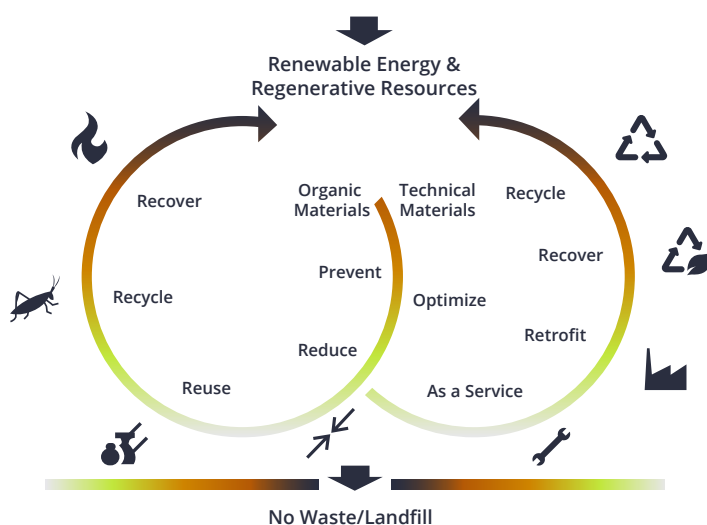 Renewable Energy &
Regenerative Resources
Organic
Materials
Technical
Materials
Recover
Recycle
Reuse
Prevent
Reduce
Recycle
Recover
Optimize
Retrofit
As a Service
No Waste/Landfill